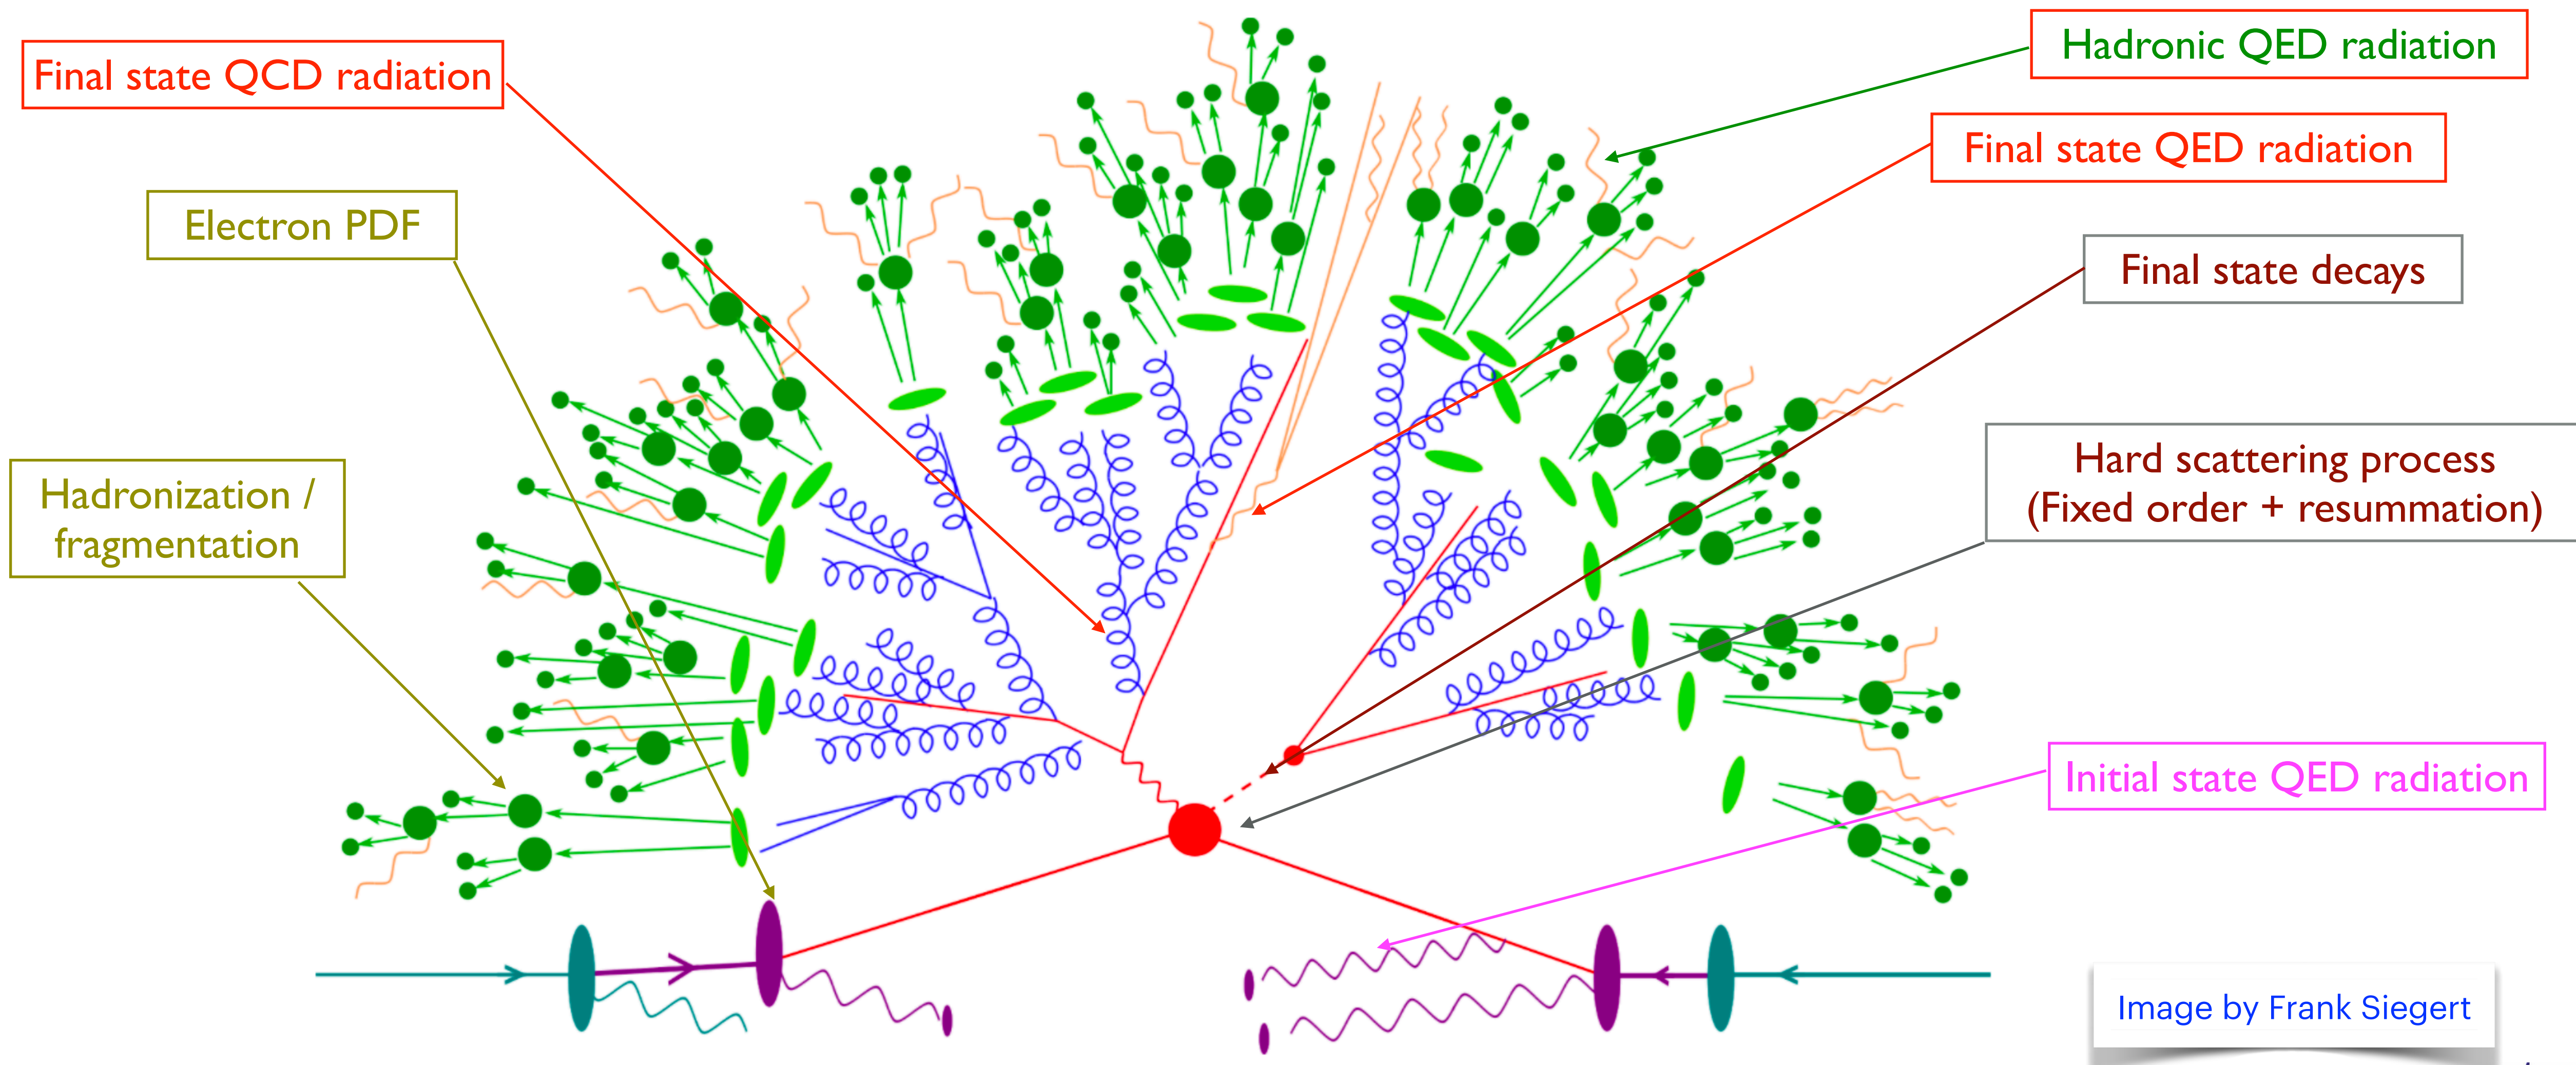 Final state QCD radiation
Hadronic QED radiation
Final state QED radiation
Electron PDF
Final state decays
Hadronization /
fragmentation
Hard scattering process
(Fixed order + resummation)
Initial state QED radiation
Image by Frank Siegert